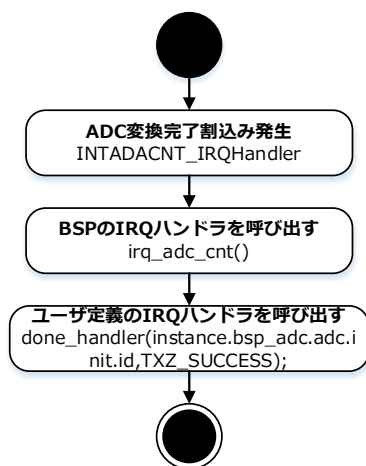 ADC変換完了割込み発生
INTADACNT_IRQHandler
BSPのIRQハンドラを呼び出す
irq_adc_cnt()
ユーザ定義のIRQハンドラを呼び出す
done_handler(instance.bsp_adc.adc.i
nit.id,TXZ_SUCCESS);